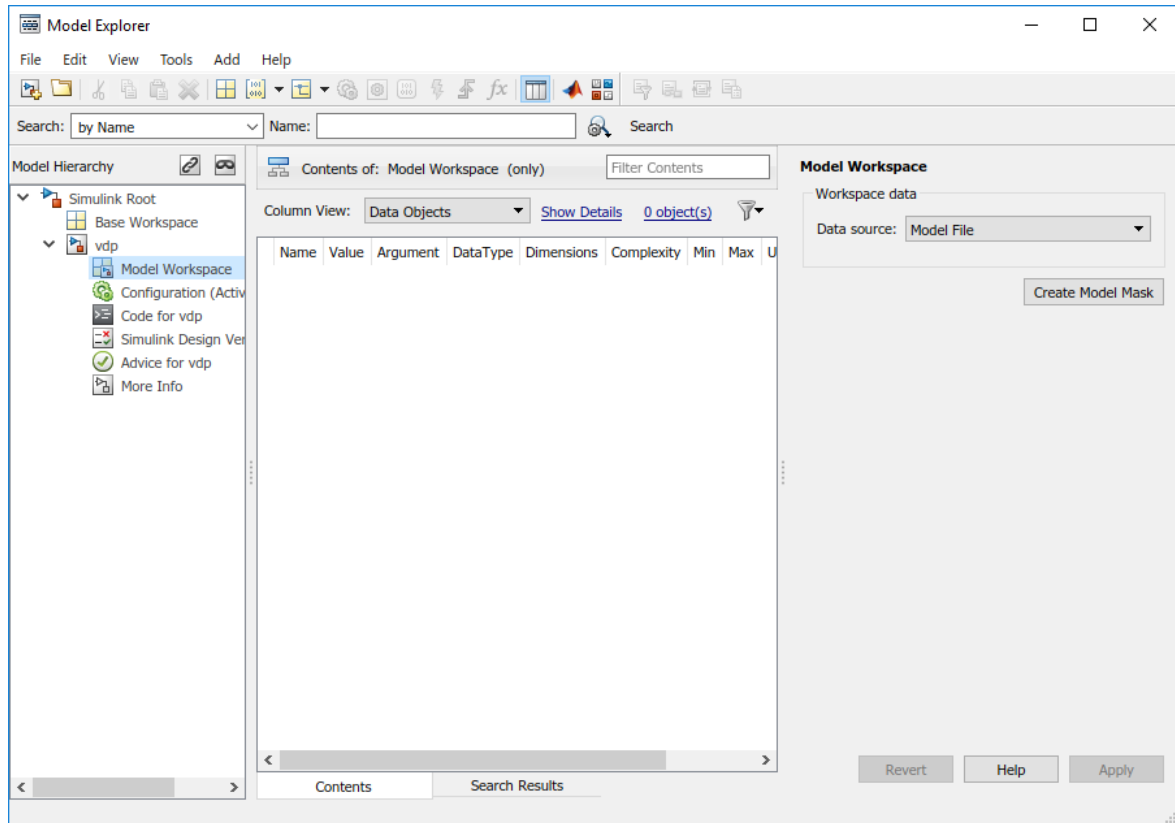 Model Explorer
File Edit View Tools Add Help
fx
Search: by Name Name: Search
Model Hierarchy
Simulink Root
Base Workspace
vdp
Model Workspace
Configuration (Activ
Code for vdp
Simulink Design Ver
Advice for vdp
More Info
Contents of: Model Workspace (only) Filter Contents
Column View: Data Objects Show Details 0 object(s)
Name Value Argument DataType Dimensions Complexity Min Max U
Contents Search Results
Model Workspace
Workspace data
Data source: Model File
Create Model Mask
Revert Help Apply